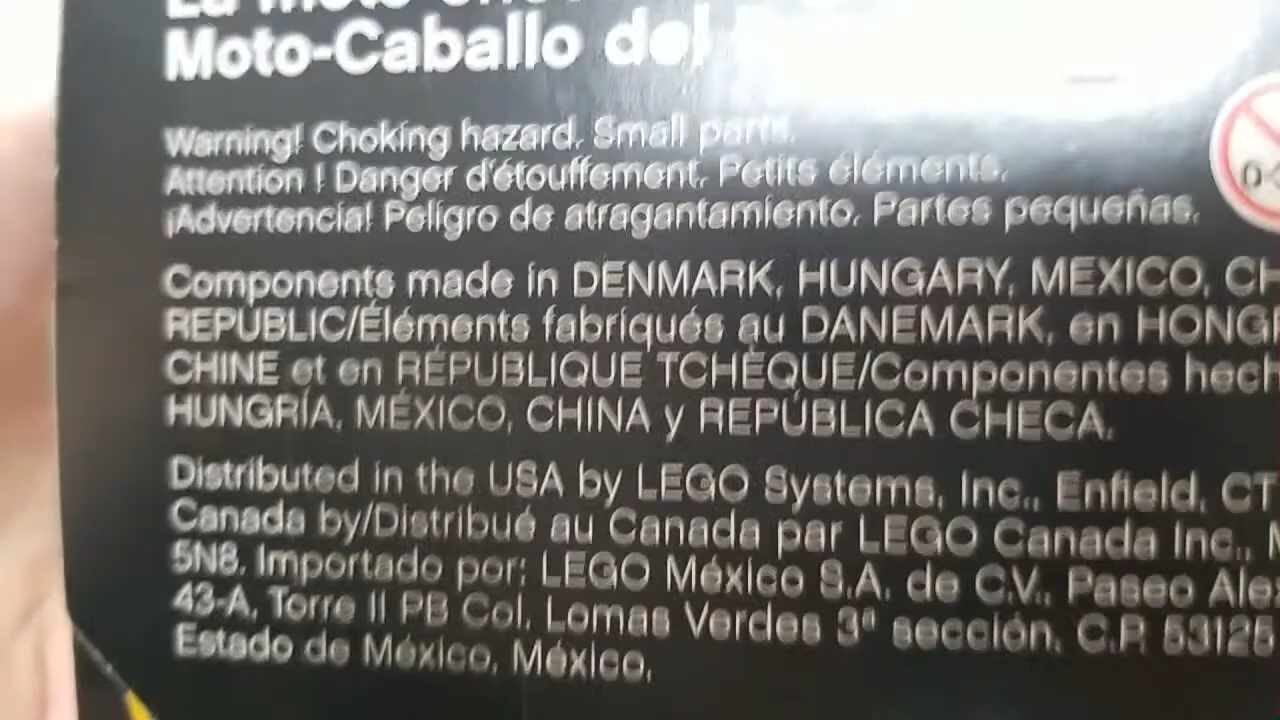 La moto
Moto-Caballo del
Warning! Choking hazard. Small parts.
Attention ! Danger d'étouffement. Petits éléments.
¡Advertencia! Peligro de atragantamiento. Partes pequeñas.
Components made in DENMARK, HUNGARY, MEXICO, CH
REPUBLIC/Éléments fabriqués au DANEMARK, en HONG
CHINE et en RÉPUBLIQUE TCHÈQUE/Componentes hech
HUNGRÍA, MÉXICO, CHINA y REPÚBLICA CHECA.
Distributed in the USA by LEGO Systems, Inc., Enfield, CT
Canada by/Distribué au Canada par LEGO Canada Inc.,
5N8. Importado por: LEGO México S.A. de C.V., Paseo Ale
43-A, Torre II PB Col. Lomas Verdes 3ª sección, C.P. 53125
Estado de México, México.